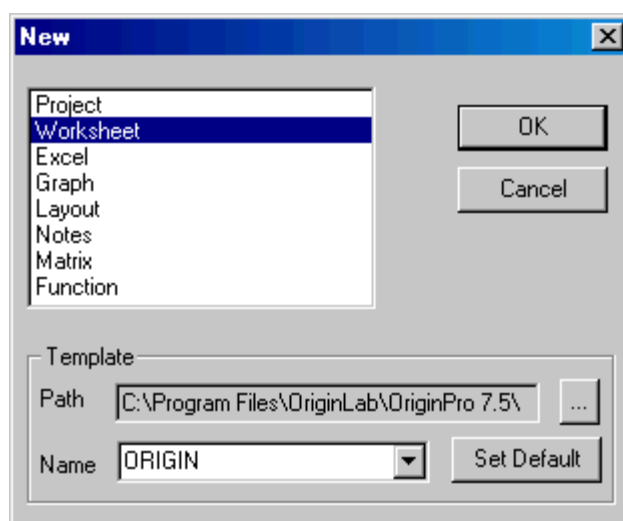 New
Project
Worksheet
Excel
Graph
Layout
Notes
Matrix
Function
OK
Cancel
Template
Path C:\Program Files\OriginLab\OriginPro 7.5\ ...
Name ORIGIN Set Default